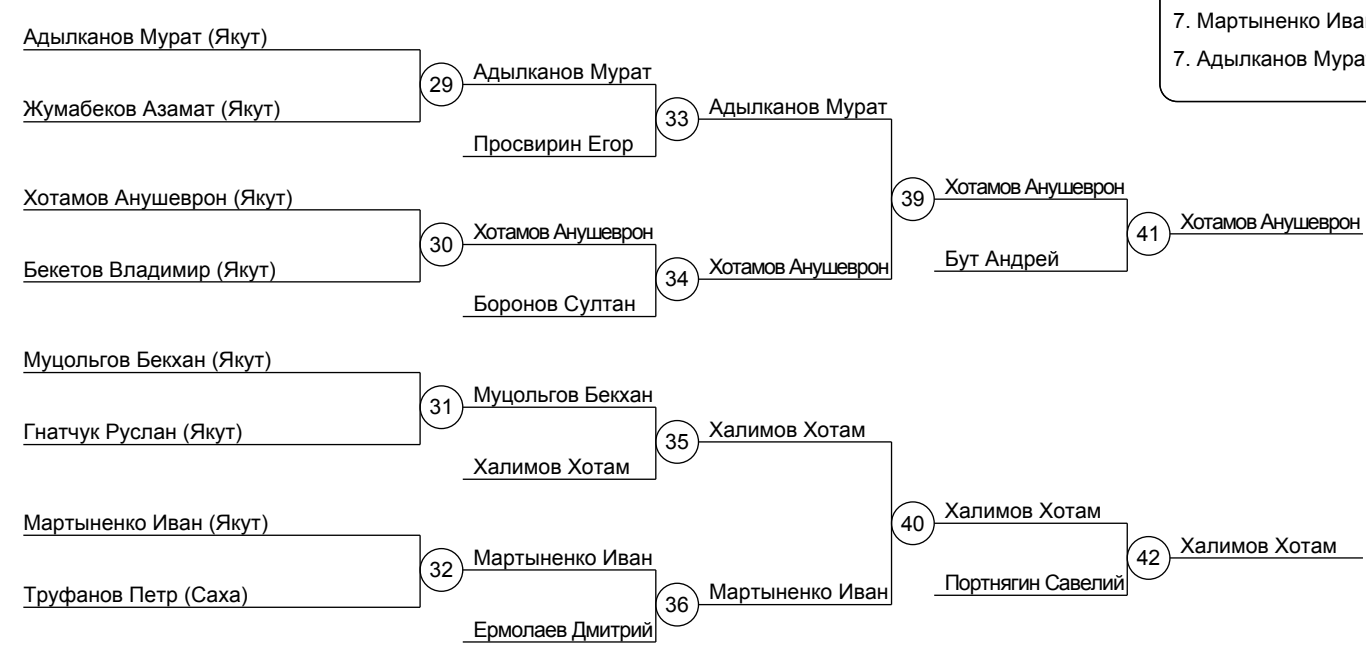 7. Мартыненко Иван
7. Адылканов Мурат
Адылканов Мурат (Якут)
Жумабеков Азамат (Якут)
29
Адылканов Мурат
Просвирин Егор
33
Адылканов Мурат
Хотамов Анушеврон (Якут)
Бекетов Владимир (Якут)
30
Хотамов Анушеврон
Боронов Султан
34
Хотамов Анушеврон
39
Хотамов Анушеврон
Бут Андрей
41
Хотамов Анушеврон
Муцольгов Бекхан (Якут)
Гнатчук Руслан (Якут)
31
Муцольгов Бекхан
Халимов Хотам
35
Халимов Хотам
Мартыненко Иван (Якут)
Труфанов Петр (Саха)
32
Мартыненко Иван
Ермолаев Дмитрий
36
Мартыненко Иван
40
Халимов Хотам
Портнягин Савелий
42
Халимов Хотам